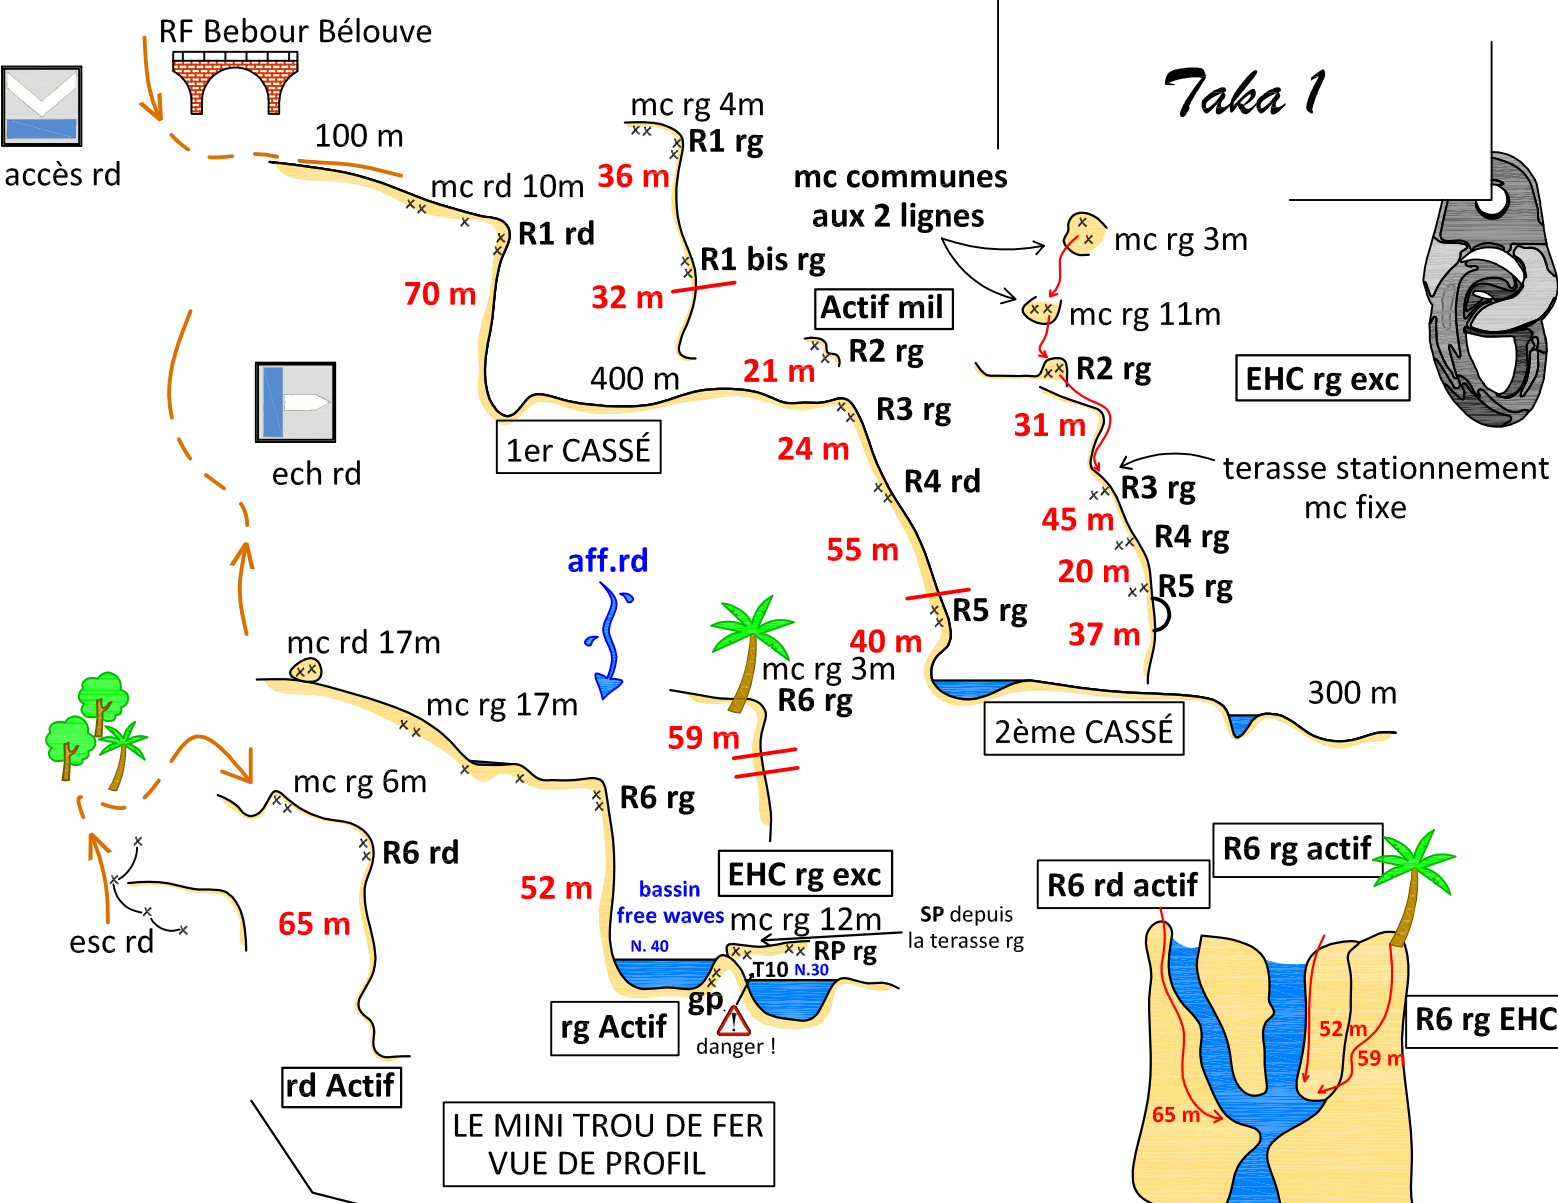 RF Bebour Bélouve
Taka 1
accès rd
100 m
mc rd 10m
R1 rd
70 m
mc rg 4m
R1 rg
36 m
R1 bis rg
32 m
mc communes
aux 2 lignes
mc rg 3m
mc rg 11m
Actif mil
R2 rg
21 m
R2 rg
EHC rg exc
400 m
1er CASSÉ
R3 rg
24 m
31 m
ech rd
R4 rd
terasse stationnement
mc fixe
R3 rg
45 m
R4 rg
55 m
20 m
R5 rg
aff.rd
R5 rg
40 m
37 m
mc rd 17m
mc rg 3m
R6 rg
59 m
mc rg 17m
2ème CASSÉ
300 m
mc rg 6m
R6 rg
R6 rd
52 m
65 m
esc rd
EHC rg exc
bassin
free waves
N. 40
mc rg 12m
SP depuis
la terasse rg
RP rg
T10
N.30
gp
danger !
rg Actif
rd Actif
LE MINI TROU DE FER
VUE DE PROFIL
R6 rg actif
R6 rd actif
R6 rg EHC
52 m
59 m
65 m